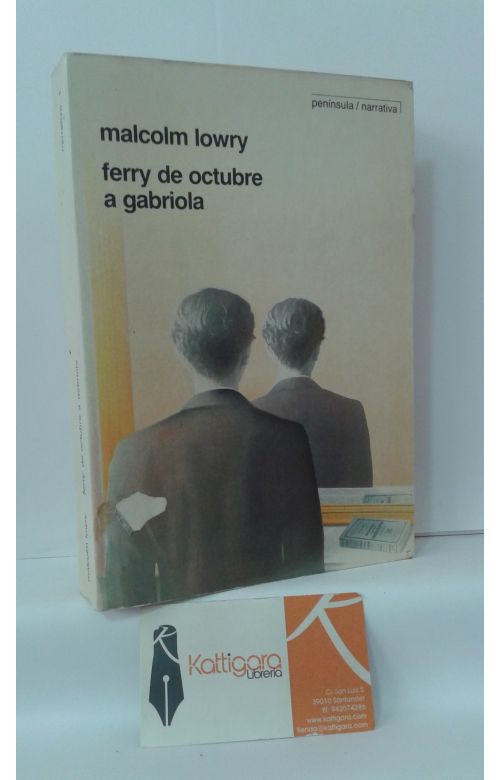 península / narrativa
malcolm lowry
ferry de octubre
a gabriola
malcolm lowry ferry de octubre a gabriola
Kattigara
Librería
C/ San Luis 5
39010 Santander
tlf: 942074286
www.kattigara.com
tienda@kattigara.com